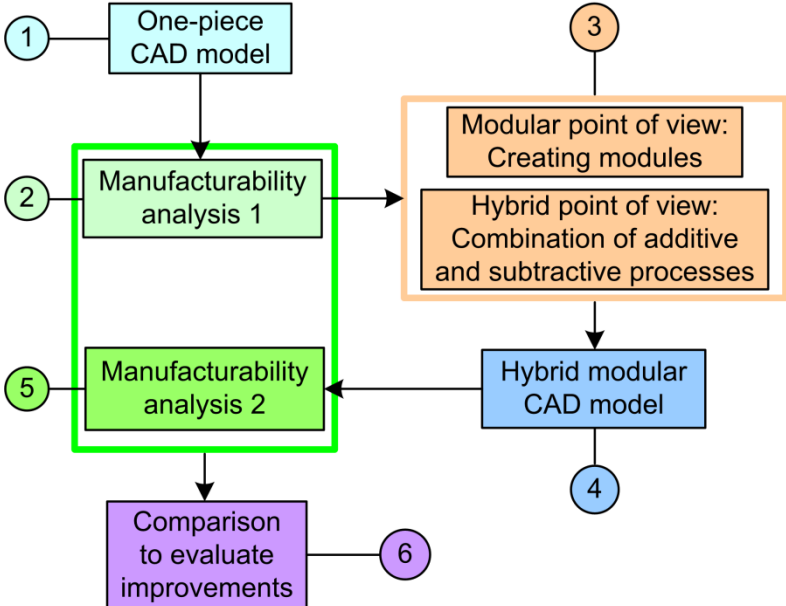 1
One-piece
CAD model
2
Manufacturability
analysis 1
3
Modular point of view:
Creating modules
Hybrid point of view:
Combination of additive
and subtractive processes
Hybrid modular
CAD model
4
5
Manufacturability
analysis 2
Comparison
to evaluate
improvements
6